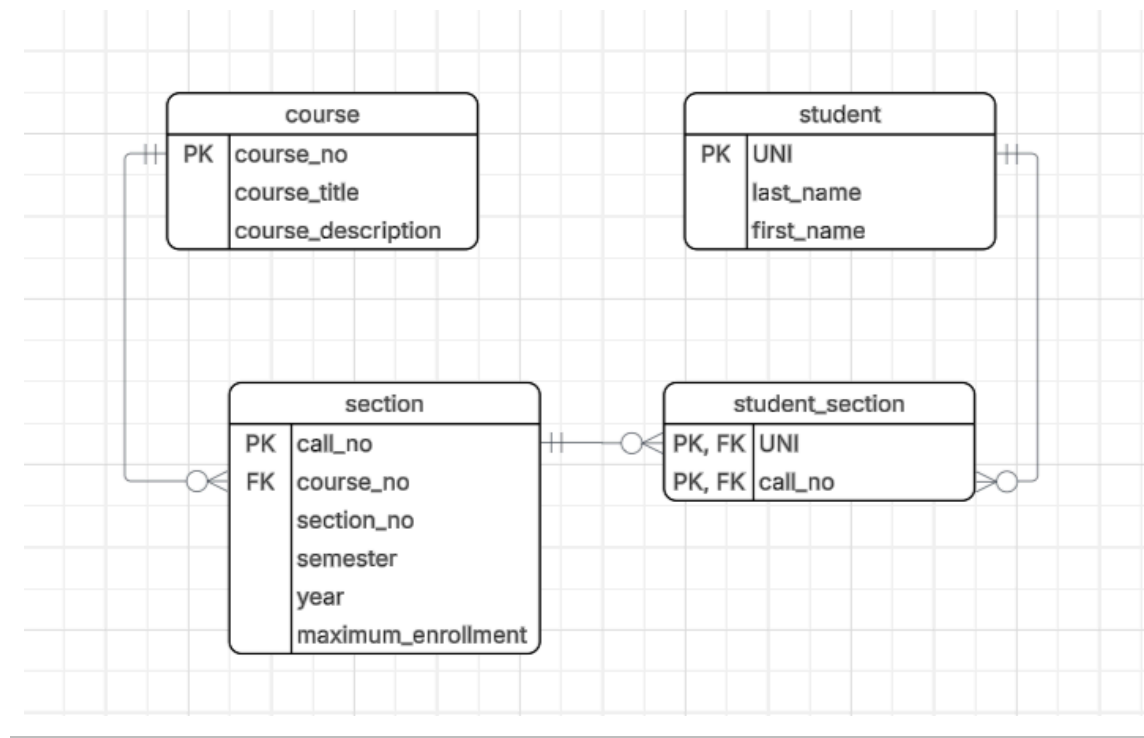 course
PK course_no
course_title
course_description
student
PK UNI
last_name
first_name
section
PK call_no
FK course_no
section_no
semester
year
maximum_enrollment
student_section
PK, FK UNI
PK, FK call_no